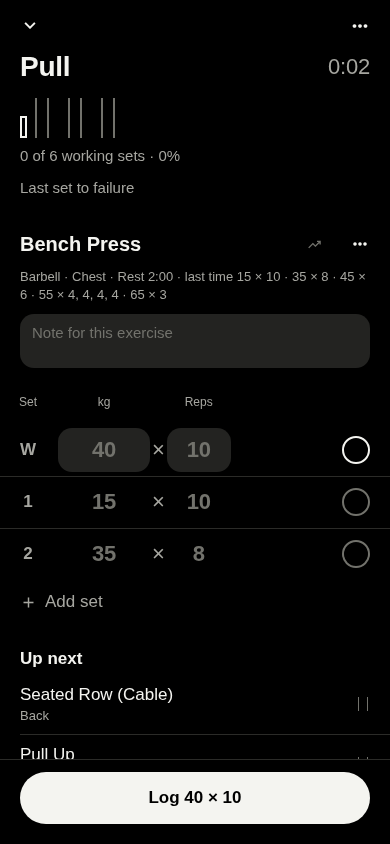 Pull
0:02
0 of 6 working sets · 0%
Last set to failure
Bench Press
Barbell · Chest · Rest 2:00 · last time 15 × 10 · 35 × 8 · 45 ×
6 · 55 × 4, 4, 4, 4 · 65 × 3
Note for this exercise
Set kg Reps
W 40 × 10
1 15 × 10
2 35 × 8
+ Add set
Up next
Seated Row (Cable)
Back
Pull Up
Log 40 × 10